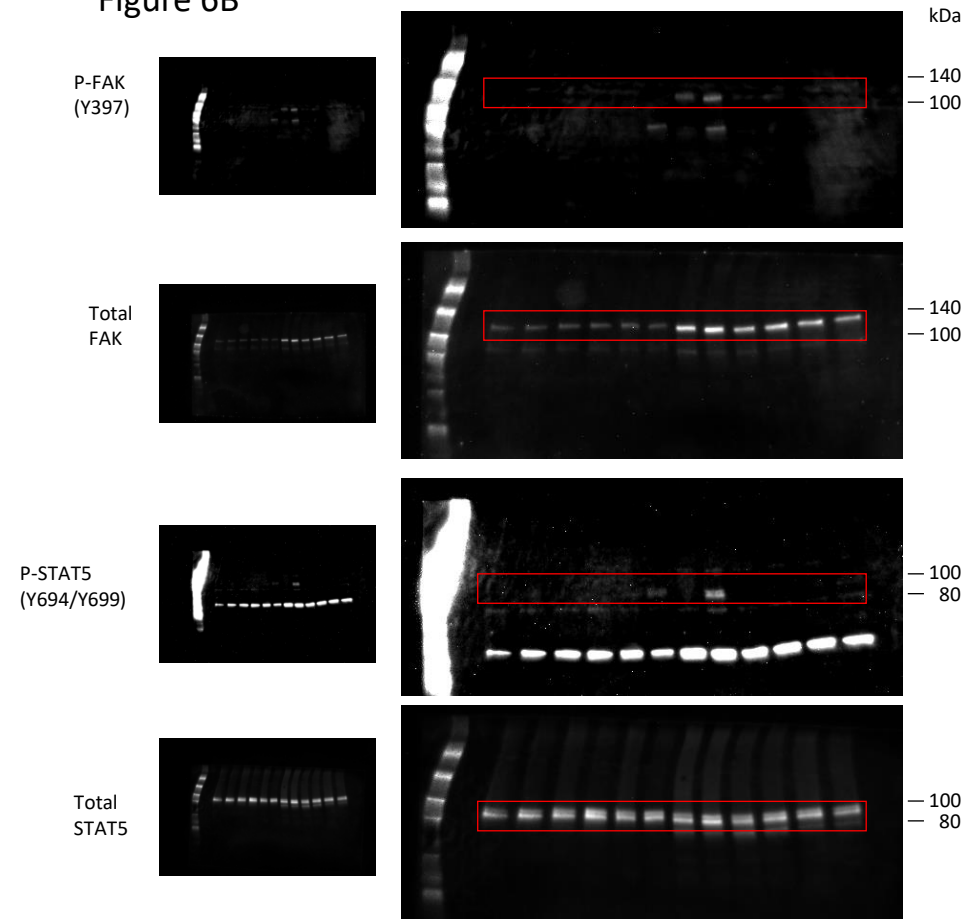 Figure 6B
kDa
P-FAK
(Y397)
140
100
Total
FAK
140
100
P-STAT5
(Y694/Y699)
100
80
Total
STAT5
100
80